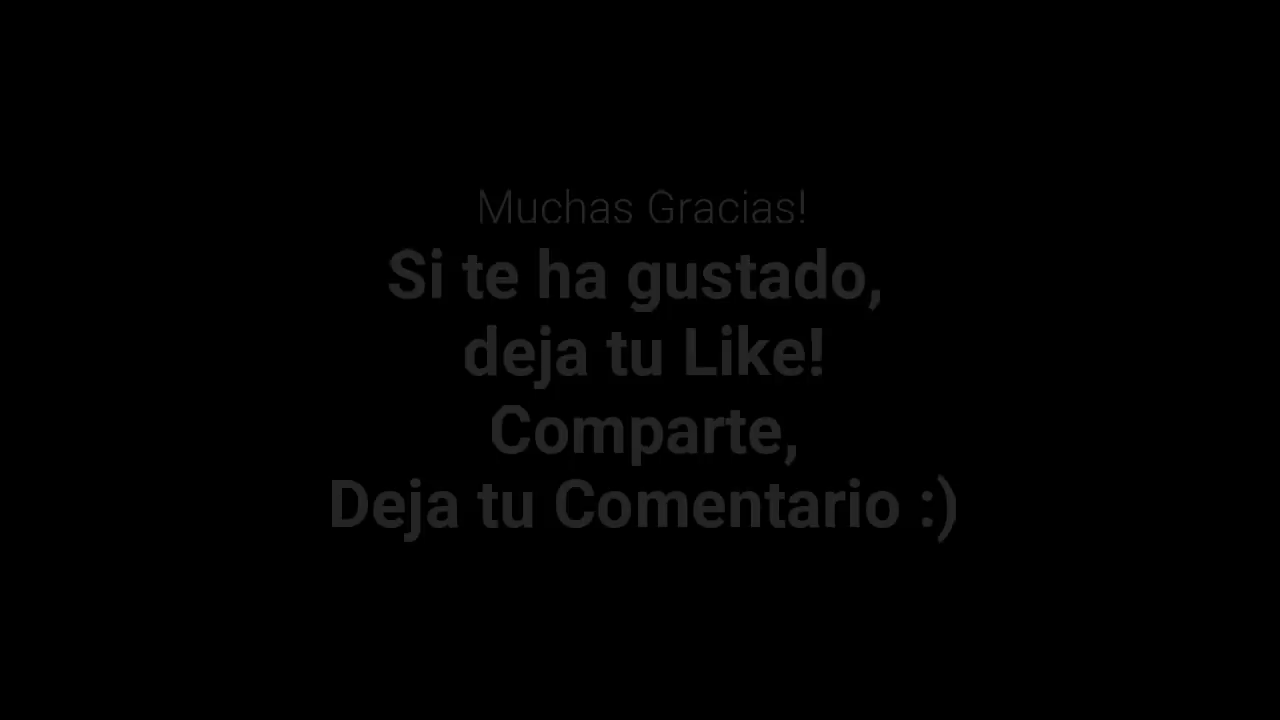 Muchas Gracias!
Si te ha gustado,
deja tu Like!
Comparte,
Deja tu Comentario :)